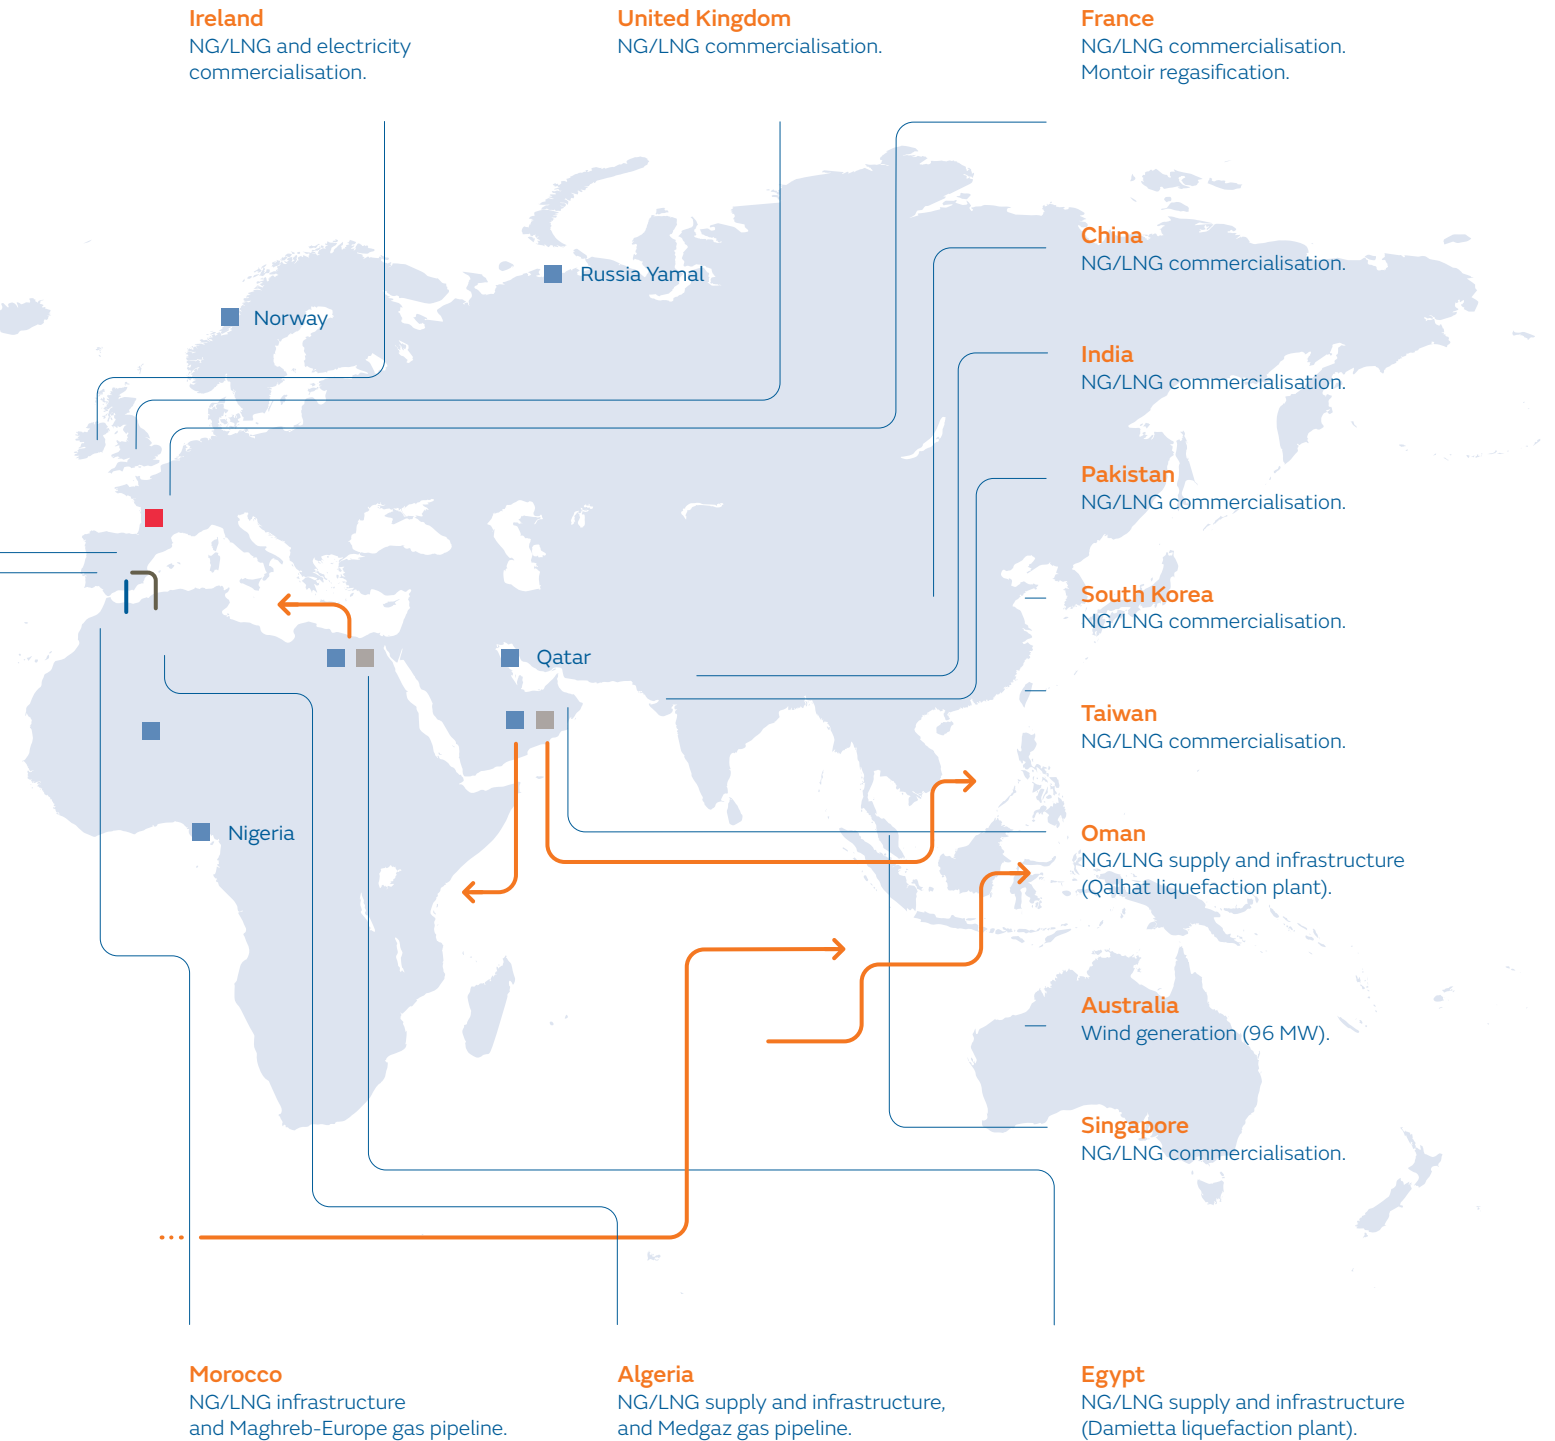 Ireland
NG/LNG and electricity
commercialisation.
United Kingdom
NG/LNG commercialisation.
France
NG/LNG commercialisation.
Montoir regasification.
China
NG/LNG commercialisation.
Russia Yamal
Norway
India
NG/LNG commercialisation.
Pakistan
NG/LNG commercialisation.
South Korea
NG/LNG commercialisation.
Qatar
Taiwan
NG/LNG commercialisation.
Nigeria
Oman
NG/LNG supply and infrastructure
(Qalhat liquefaction plant).
Australia
Wind generation (96 MW).
Singapore
NG/LNG commercialisation.
Morocco
NG/LNG infrastructure
and Maghreb-Europe gas pipeline.
Algeria
NG/LNG supply and infrastructure,
and Medgaz gas pipeline.
Egypt
NG/LNG supply and infrastructure
(Damietta liquefaction plant).